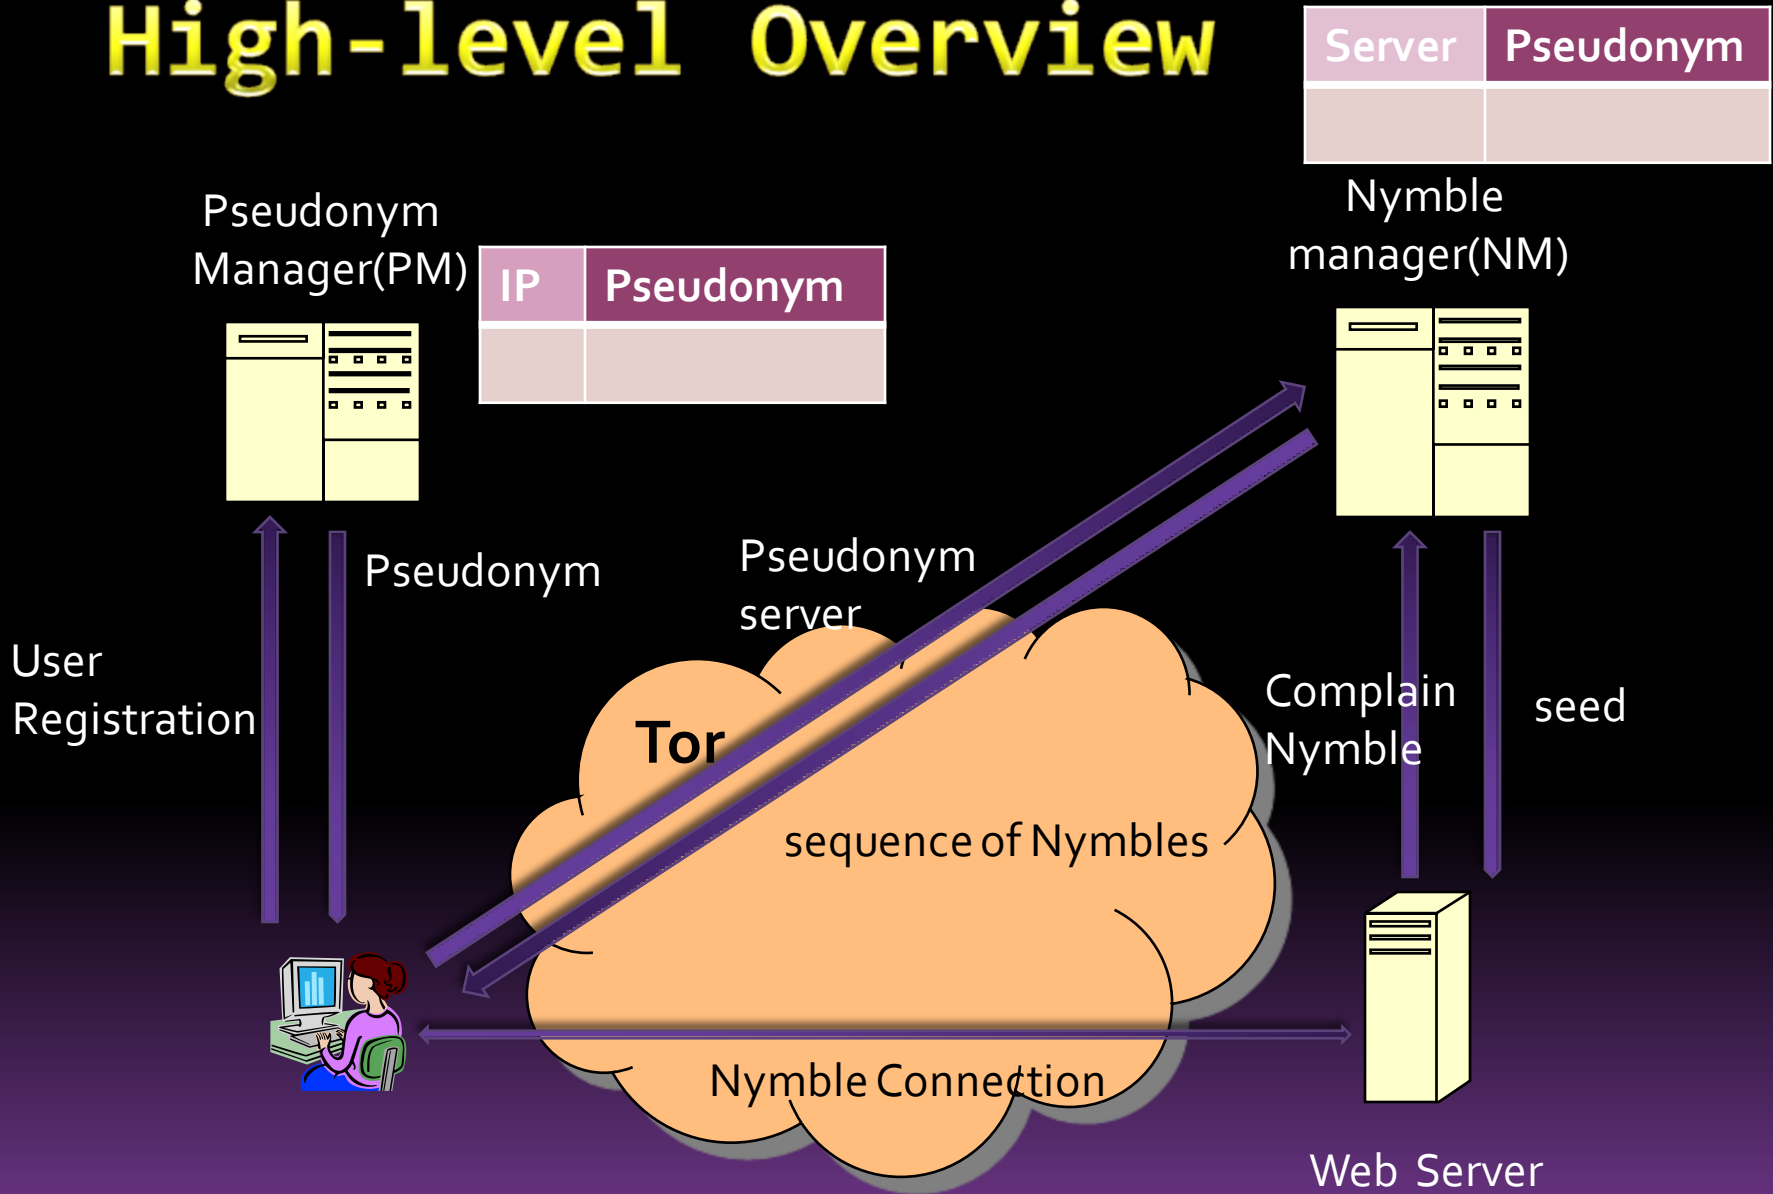 High-level Overview
Server Pseudonym
Pseudonym
Manager(PM)
IP Pseudonym
Nymble
manager(NM)
Pseudonym
Pseudonym
server
User
Registration
Complain
Nymble
seed
Tor
sequence of Nymbles
Nymble Connection
Web Server